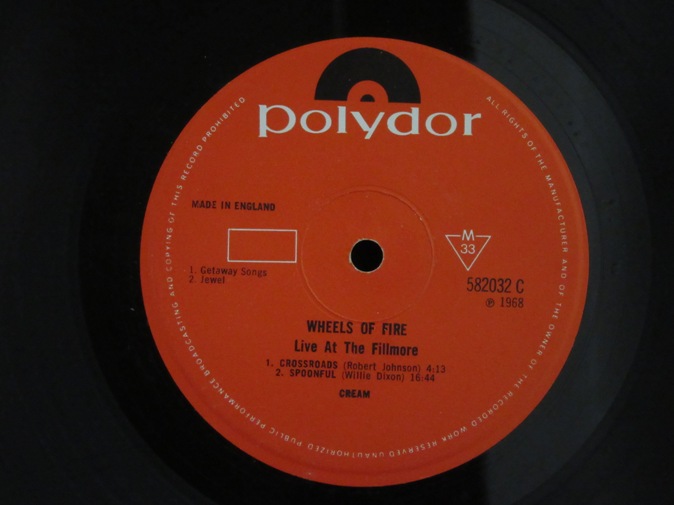 polydor
ALL RIGHTS OF THE MANUFACTURER AND OF THE OWNER OF THE RECORDED WORK RESERVED UNAUTHORIZED PUBLIC PERFORMANCE BROADCASTING AND COPYING OF THIS RECORD PROHIBITED
MADE IN ENGLAND
M
33
1. Getaway Songs
2. Jewel
582032 C
℗ 1968
WHEELS OF FIRE
Live At The Fillmore
1. CROSSROADS (Robert Johnson) 4:13
2. SPOONFUL (Willie Dixon) 16:44
CREAM